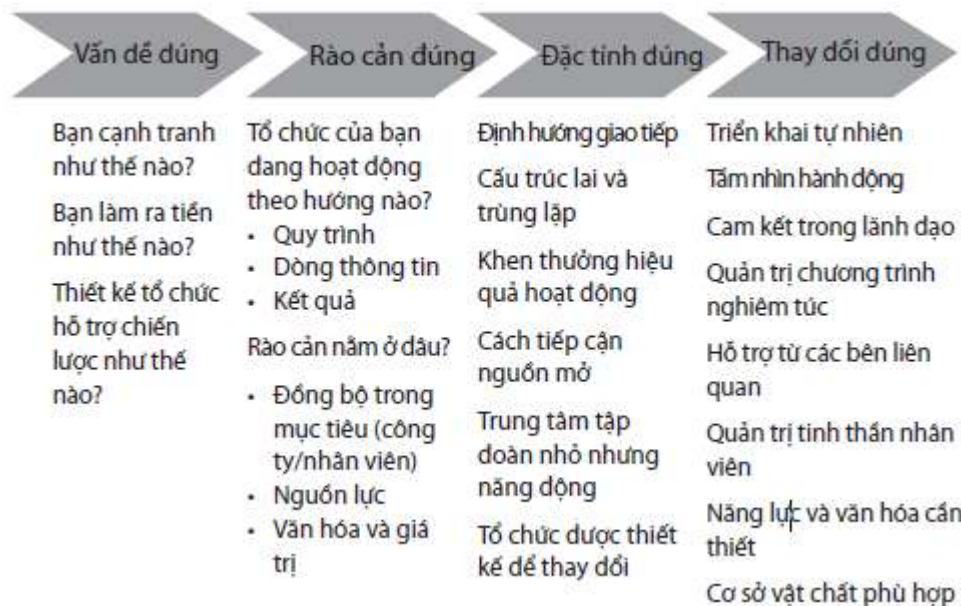 Vấn đề đúng
Rào cản đúng
Đặc tính đúng
Thay đổi đúng
Bạn cạnh tranh
như thế nào?
Bạn làm ra tiền
như thế nào?
Thiết kế tổ chức
hỗ trợ chiến
lược như thế
nào?
Tổ chức của bạn
đang hoạt động
theo hướng nào?
• Quy trình
• Dòng thông tin
• Kết quả
Rào cản nằm ở đâu?
• Đồng bộ trong
mục tiêu (công
ty/nhân viên)
• Nguồn lực
• Văn hóa và giá
trị
Định hướng giao tiếp
Cấu trúc lai và
trùng lặp
Khen thưởng hiệu
quả hoạt động
Cách tiếp cận
nguồn mở
Trung tâm tập
đoàn nhỏ nhưng
năng động
Tổ chức được thiết
kế để thay đổi
Triển khai tự nhiên
Tầm nhìn hành động
Cam kết trong lãnh đạo
Quản trị chương trình
nghiêm túc
Hỗ trợ từ các bên liên
quan
Quản trị tinh thần nhân
viên
Năng lực và văn hóa cần
thiết
Cơ sở vật chất phù hợp